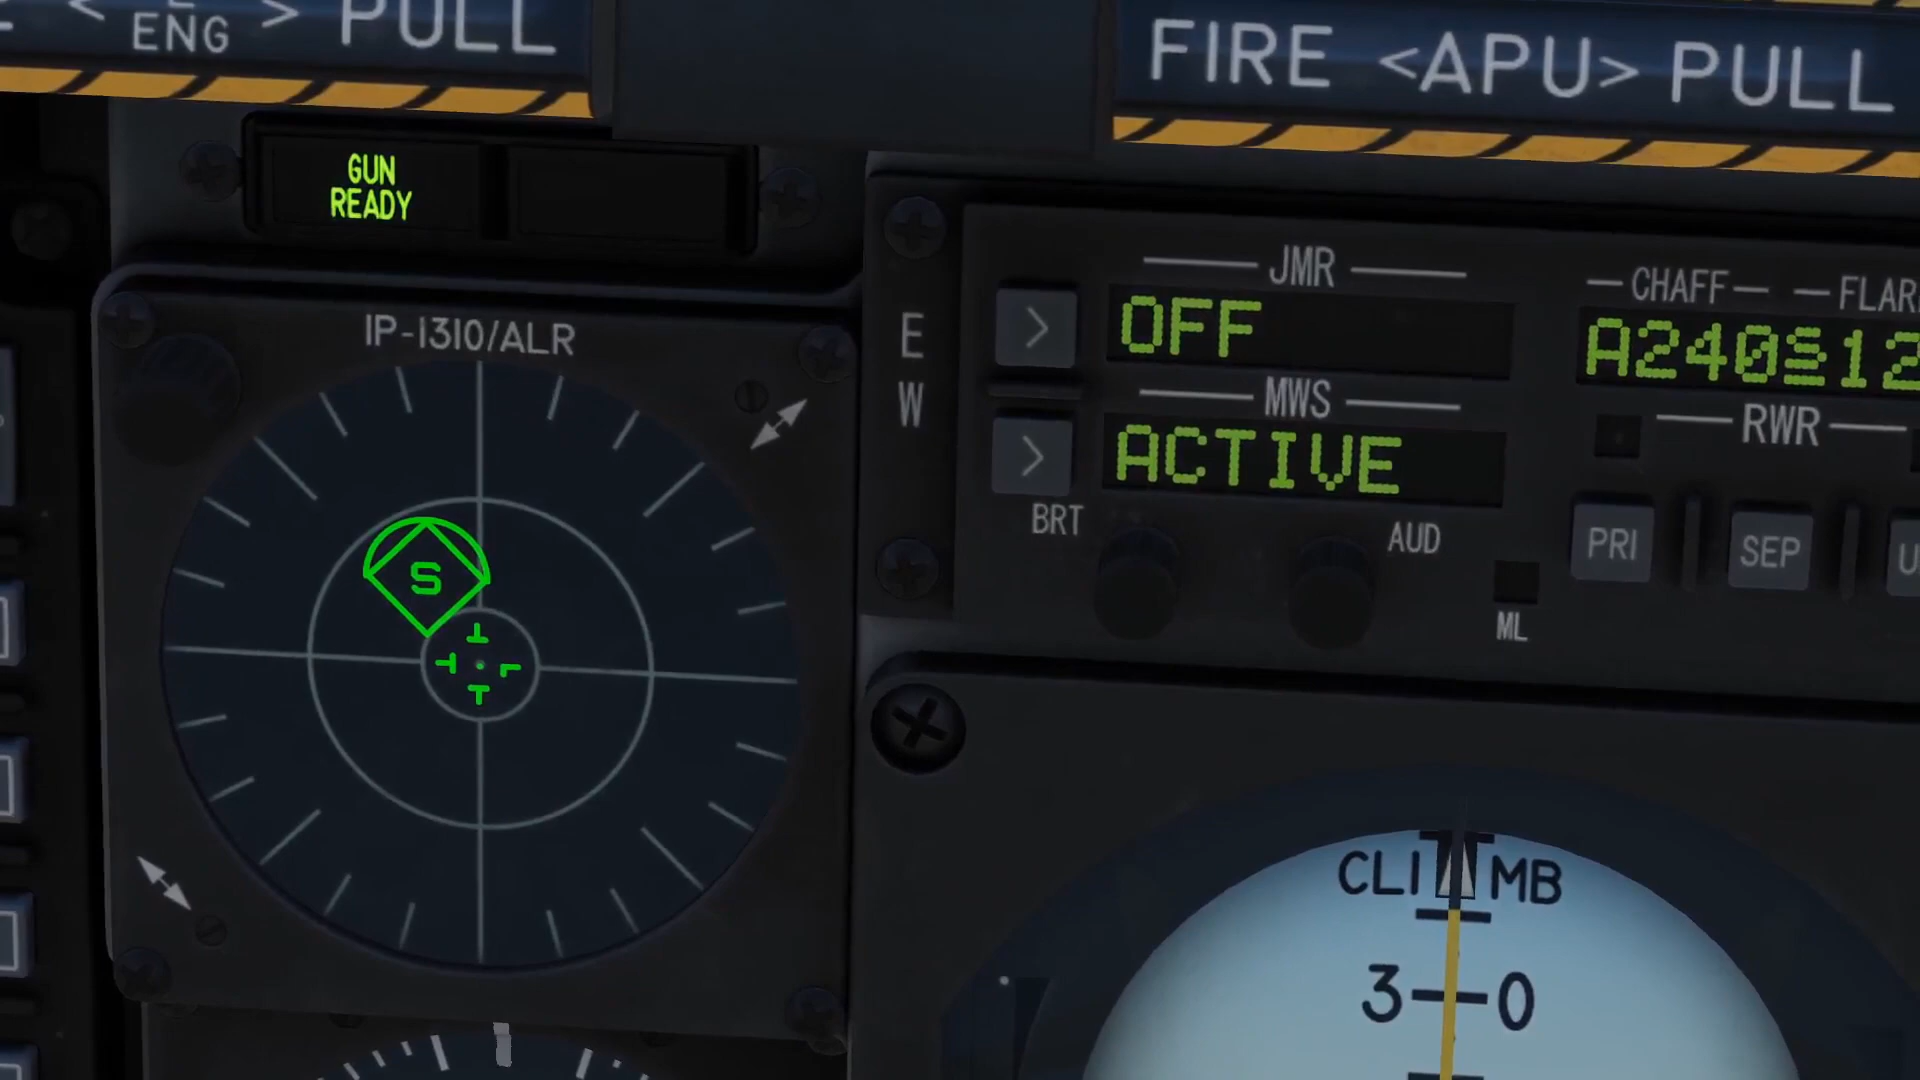 < ENG > PULL
FIRE <APU> PULL
GUN
READY
IP-1310/ALR
S
E
W
JMR
OFF
CHAFF
A240
12
MWS
ACTIVE
RWR
BRT
AUD
PRI
SEP
ML
CLIMB
3 0